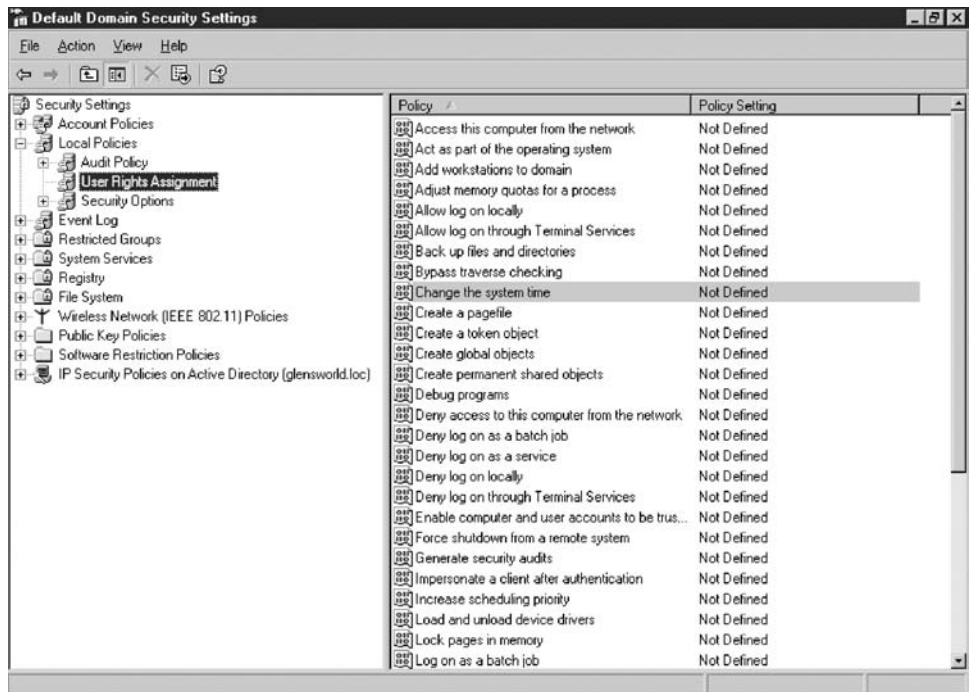 Default Domain Security Settings
File Action View Help
Security Settings
Account Policies
Local Policies
Audit Policy
User Rights Assignment
Security Options
Event Log
Restricted Groups
System Services
Registry
File System
Wireless Network (IEEE 802.11) Policies
Public Key Policies
Software Restriction Policies
IP Security Policies on Active Directory (glensworld.loc)
Policy Policy Setting
Access this computer from the network Not Defined
Act as part of the operating system Not Defined
Add workstations to domain Not Defined
Adjust memory quotas for a process Not Defined
Allow log on locally Not Defined
Allow log on through Terminal Services Not Defined
Back up files and directories Not Defined
Bypass traverse checking Not Defined
Change the system time Not Defined
Create a pagefile Not Defined
Create a token object Not Defined
Create global objects Not Defined
Create permanent shared objects Not Defined
Debug programs Not Defined
Deny access to this computer from the network Not Defined
Deny log on as a batch job Not Defined
Deny log on as a service Not Defined
Deny log on locally Not Defined
Deny log on through Terminal Services Not Defined
Enable computer and user accounts to be trus... Not Defined
Force shutdown from a remote system Not Defined
Generate security audits Not Defined
Impersonate a client after authentication Not Defined
Increase scheduling priority Not Defined
Load and unload device drivers Not Defined
Lock pages in memory Not Defined
Log on as a batch job Not Defined